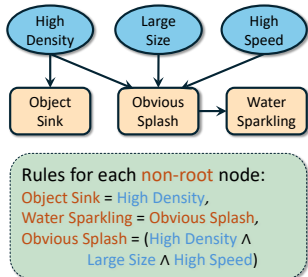 High Density
Large Size
High Speed
Object Sink
Obvious Splash
Water Sparkling
Rules for each non-root node:
Object Sink = High Density,
Water Sparkling = Obvious Splash,
Obvious Splash = (High Density ∧
Large Size ∧ High Speed)